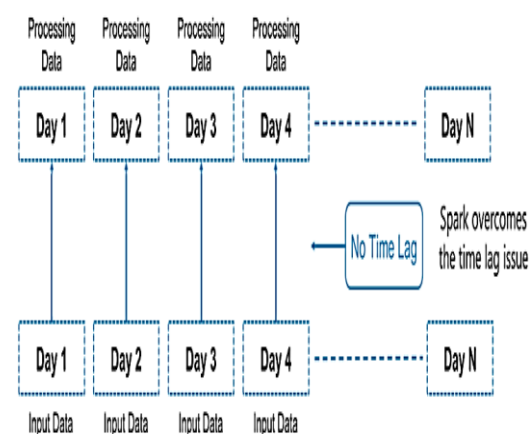 Processing Data
Processing Data
Processing Data
Processing Data
Day 1
Day 2
Day 3
Day 4
Day N
No Time Lag
Spark overcomes
the time lag issue
Day 1
Day 2
Day 3
Day 4
Day N
Input Data
Input Data
Input Data
Input Data